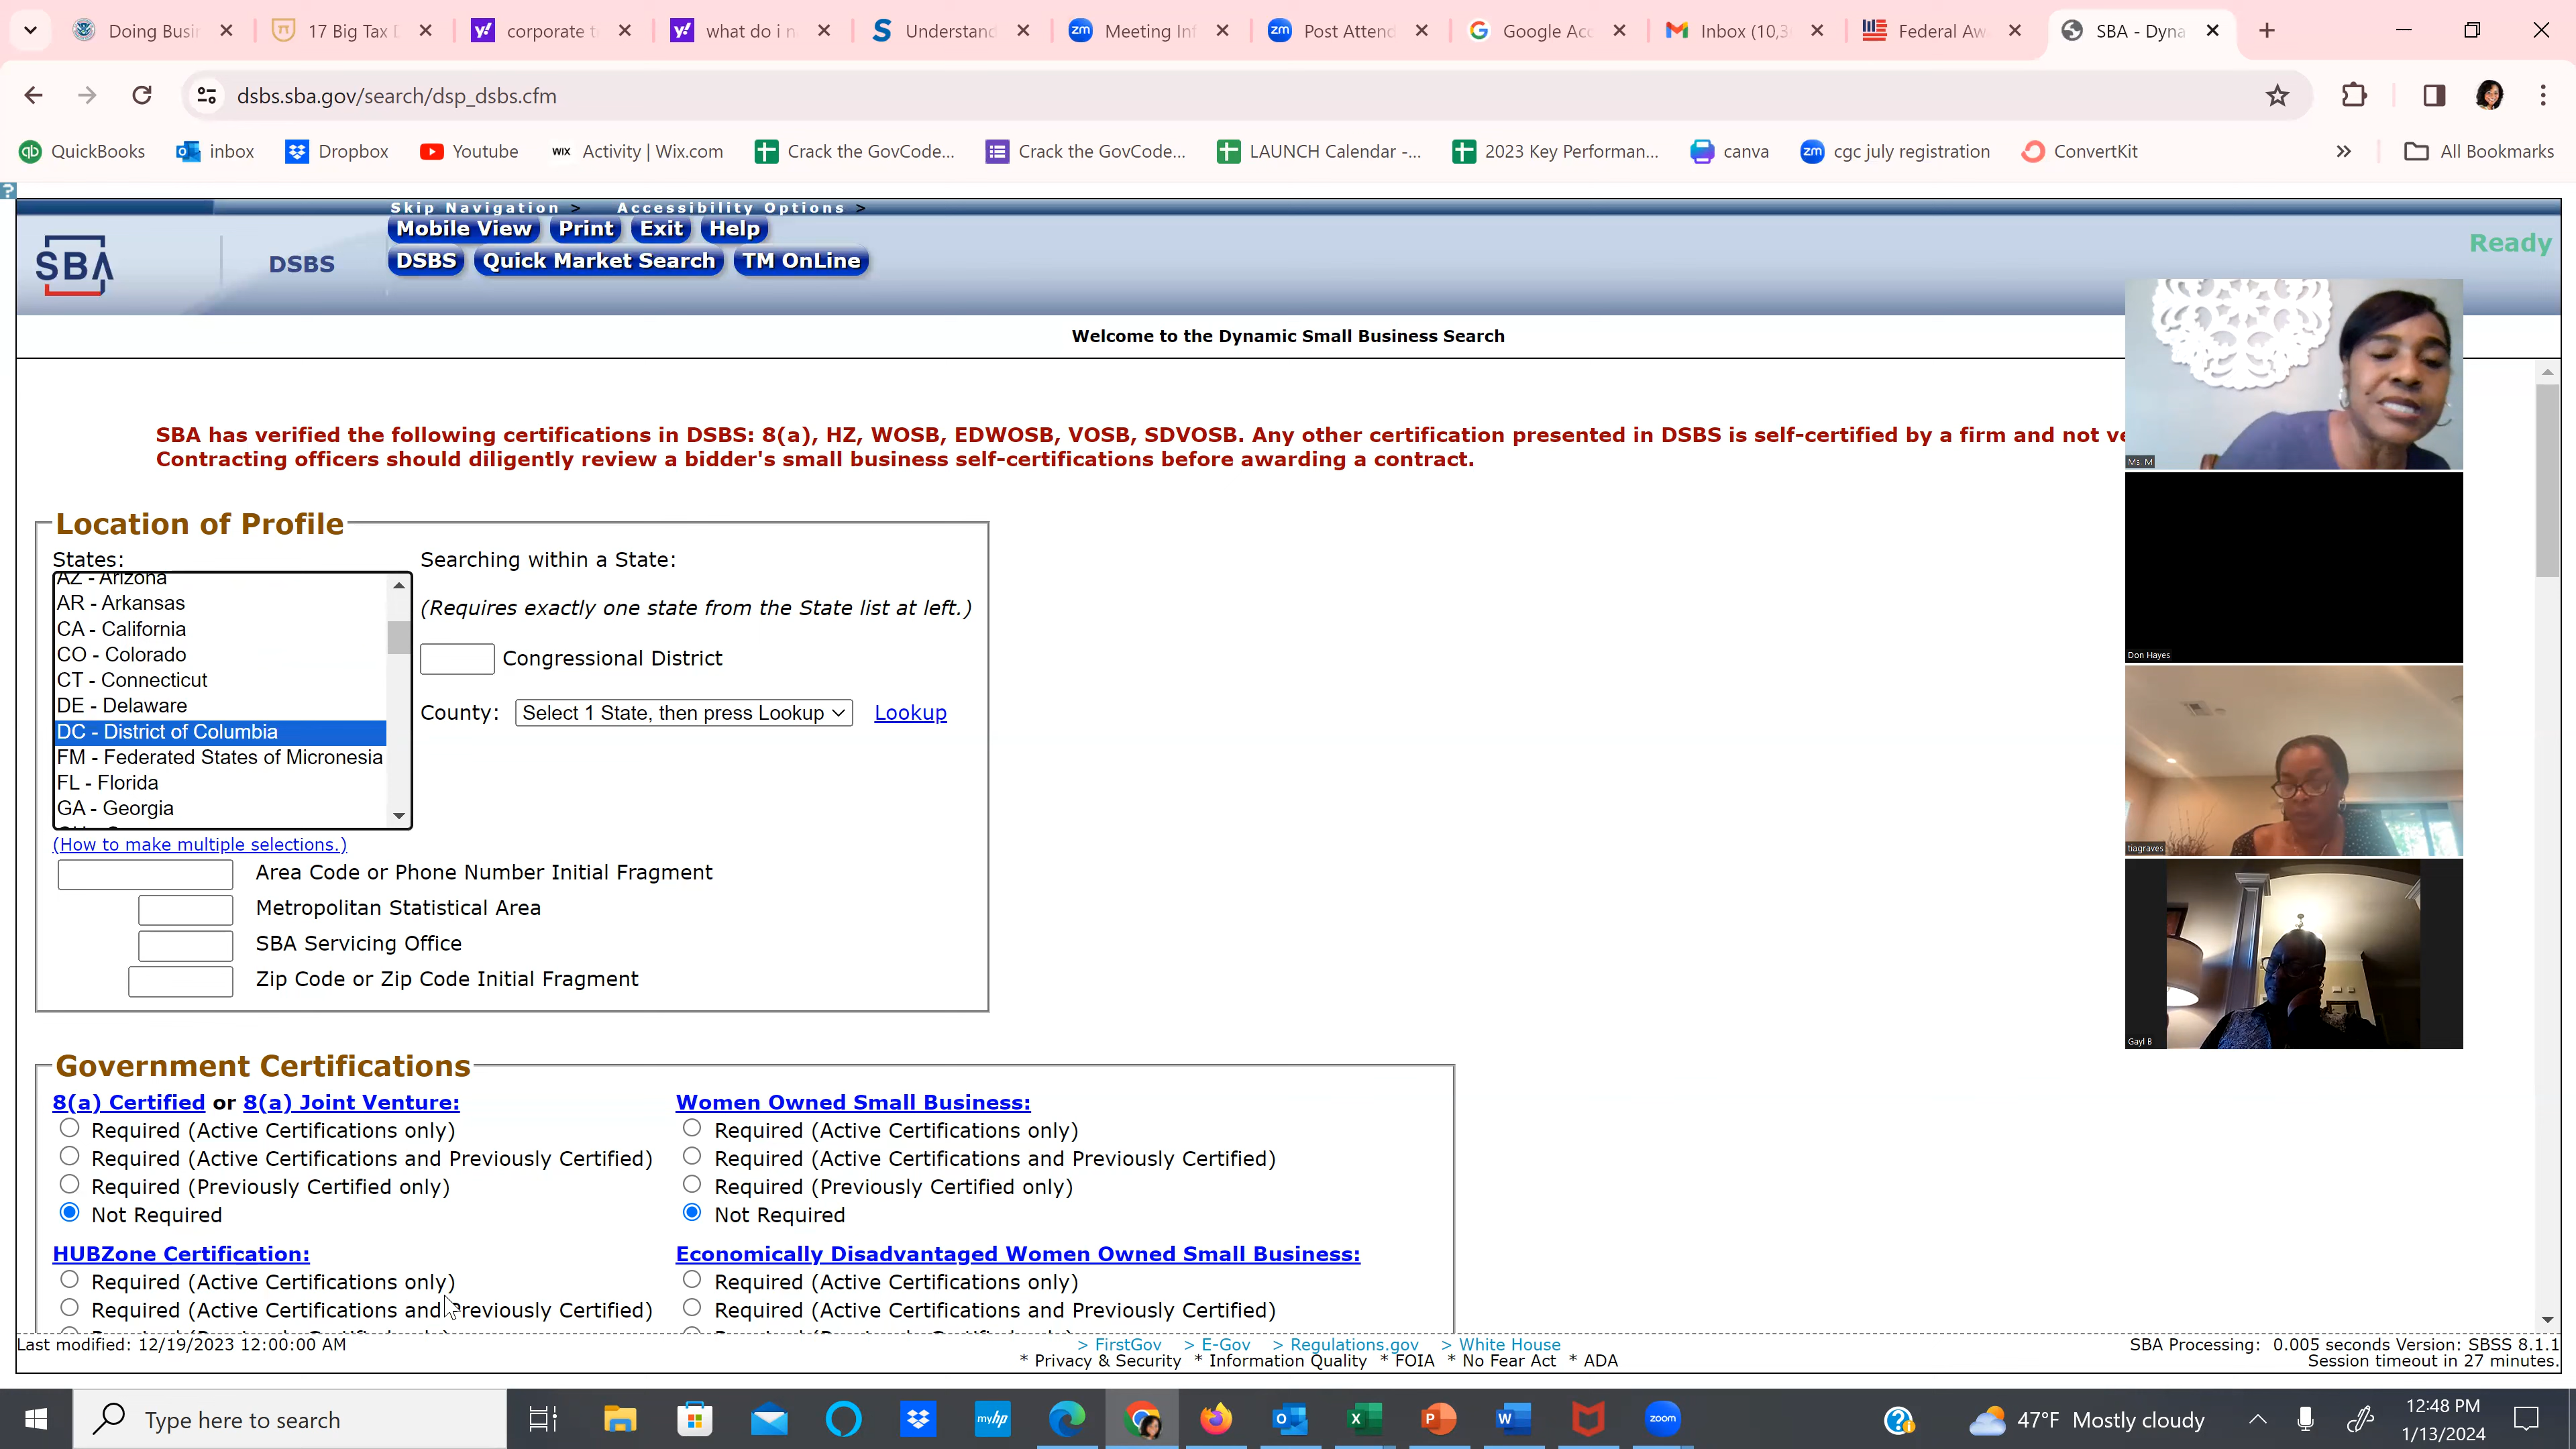 Doing Busi
17 Big Tax D
corporate t
what do i n
Understand
Meeting Inf
Post Attend
Google Acc
Inbox (10,3
Federal Aw
SBA - Dyna
dsbs.sba.gov/search/dsp_dsbs.cfm
QuickBooks
inbox
Dropbox
Youtube
WIX Activity | Wix.com
Crack the GovCode...
Crack the GovCode...
LAUNCH Calendar -...
2023 Key Performan...
canva
cgc july registration
ConvertKit
All Bookmarks
Skip Navigation > Accessibility Options >
Mobile View Print Exit Help
DSBS Quick Market Search TM OnLine
SBA
DSBS
Ready
Welcome to the Dynamic Small Business Search
SBA has verified the following certifications in DSBS: 8(a), HZ, WOSB, EDWOSB, VOSB, SDVOSB. Any other certification presented in DSBS is self-certified by a firm and not ve
Contracting officers should diligently review a bidder's small business self-certifications before awarding a contract.
Ms. M
Don Hayes
tiagraves
Gayl B
Location of Profile
States:
AZ - Arizona
AR - Arkansas
CA - California
CO - Colorado
CT - Connecticut
DE - Delaware
DC - District of Columbia
FM - Federated States of Micronesia
FL - Florida
GA - Georgia
(How to make multiple selections.)
Searching within a State:
(Requires exactly one state from the State list at left.)
Congressional District
County: Select 1 State, then press Lookup Lookup
Area Code or Phone Number Initial Fragment
Metropolitan Statistical Area
SBA Servicing Office
Zip Code or Zip Code Initial Fragment
Government Certifications
8(a) Certified or 8(a) Joint Venture:
Required (Active Certifications only)
Required (Active Certifications and Previously Certified)
Required (Previously Certified only)
Not Required
Women Owned Small Business:
Required (Active Certifications only)
Required (Active Certifications and Previously Certified)
Required (Previously Certified only)
Not Required
HUBZone Certification:
Required (Active Certifications only)
Required (Active Certifications and Previously Certified)
Economically Disadvantaged Women Owned Small Business:
Required (Active Certifications only)
Required (Active Certifications and Previously Certified)
Last modified: 12/19/2023 12:00:00 AM
> FirstGov > E-Gov > Regulations.gov > White House
* Privacy & Security * Information Quality * FOIA * No Fear Act * ADA
SBA Processing: 0.005 seconds Version: SBSS 8.1.1
Session timeout in 27 minutes.
Type here to search
myhp
zoom
47°F Mostly cloudy
12:48 PM
1/13/2024